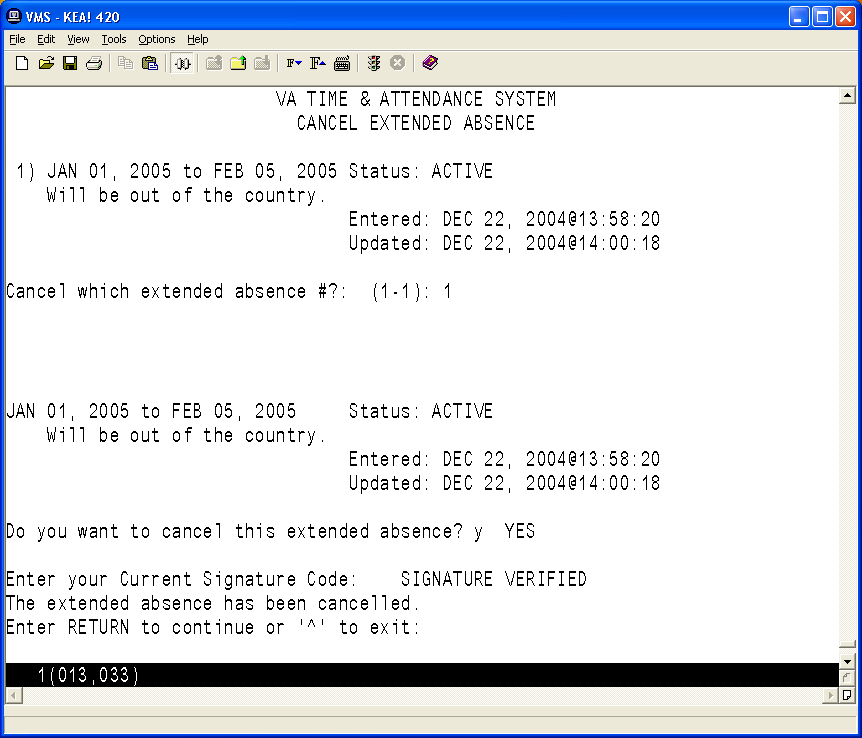 VMS - KEA! 420
File Edit View Tools Options Help
VA TIME & ATTENDANCE SYSTEM
CANCEL EXTENDED ABSENCE
1) JAN 01, 2005 to FEB 05, 2005 Status: ACTIVE
Will be out of the country.
Entered: DEC 22, 2004@13:58:20
Updated: DEC 22, 2004@14:00:18
Cancel which extended absence #?: (1-1): 1
JAN 01, 2005 to FEB 05, 2005 Status: ACTIVE
Will be out of the country.
Entered: DEC 22, 2004@13:58:20
Updated: DEC 22, 2004@14:00:18
Do you want to cancel this extended absence? y YES
Enter your Current Signature Code: SIGNATURE VERIFIED
The extended absence has been cancelled.
Enter RETURN to continue or '^' to exit:
1(013,033)